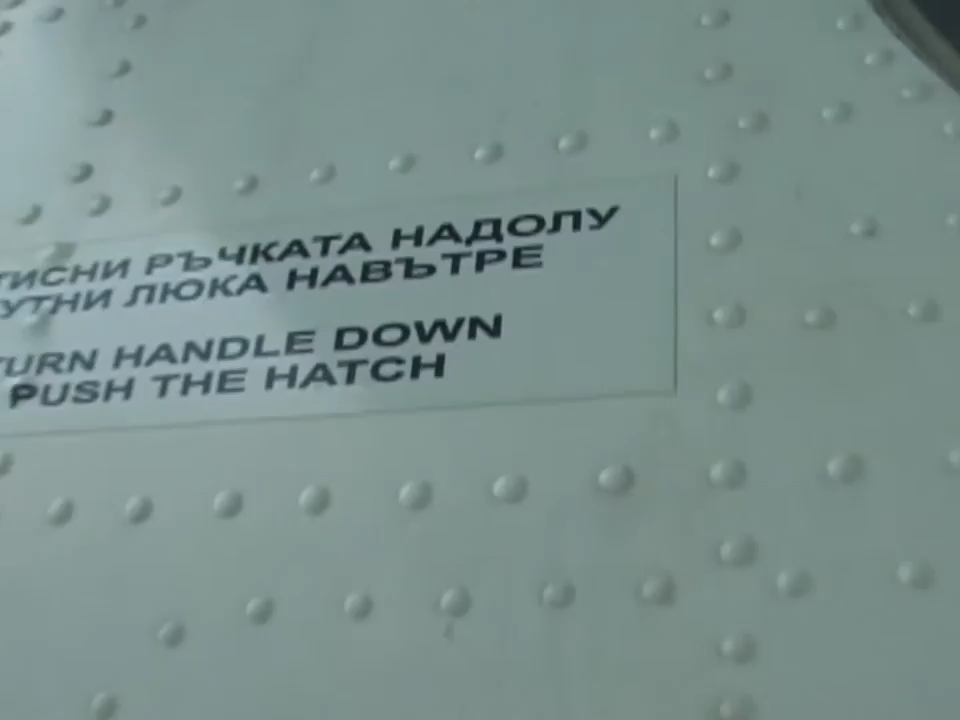 РЪЧКАТА НАДОЛУ
ЛЮКА НАВЪТРЕ
HANDLE DOWN
PUSH THE HATCH